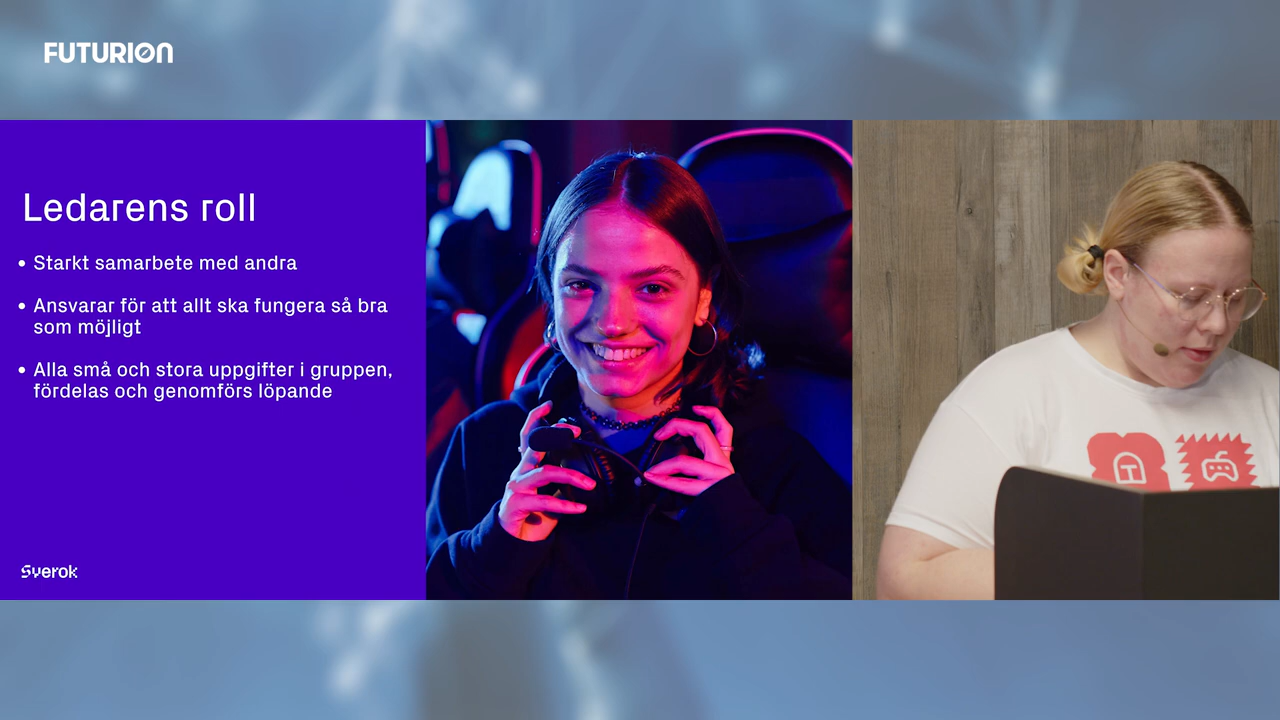 FUTURION
Ledarens roll
• Starkt samarbete med andra
• Ansvarar för att allt ska fungera så bra
som möjligt
• Alla små och stora uppgifter i gruppen,
fördelas och genomförs löpande
Sverok